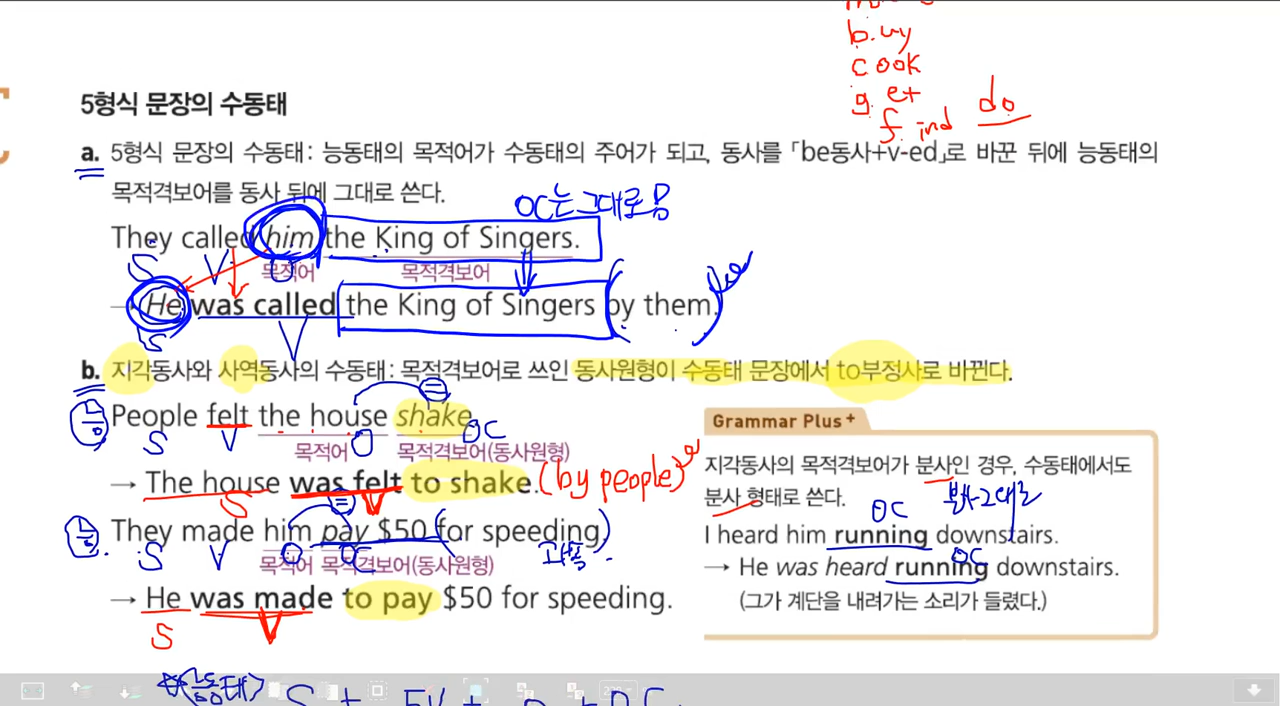 b.uy
cook
g.et
f.ind do
5형식 문장의 수동태
a. 5형식 문장의 수동태: 능동태의 목적어가 수동태의 주어가 되고, 동사를 「be동사+v-ed」로 바꾼 뒤에 능동태의
목적격보어를 동사 뒤에 그대로 쓴다.
OC는 그대로 옴
They called him the King of Singers.
S V 목적어 O 목적격보어
→ He was called the King of Singers (by them.)
S V
b. 지각동사와 사역동사의 수동태: 목적격보어로 쓰인 동사원형이 수동태 문장에서 to부정사로 바뀐다.
=
People felt the house shake.
S V 목적어 O 목적격보어(동사원형) OC
→ The house was felt to shake. (by people)
S V
=
They made him pay $50 (for speeding.)
S V O OC 과속
목적어 목적격보어(동사원형)
→ He was made to pay $50 for speeding.
S V
Grammar Plus+
지각동사의 목적격보어가 분사인 경우, 수동태에서도
분사 형태로 쓴다.
OC 분사 그대로
I heard him running downstairs.
OC
→ He was heard running downstairs.
(그가 계단을 내려가는 소리가 들렸다.)
S + 5V + O + OC